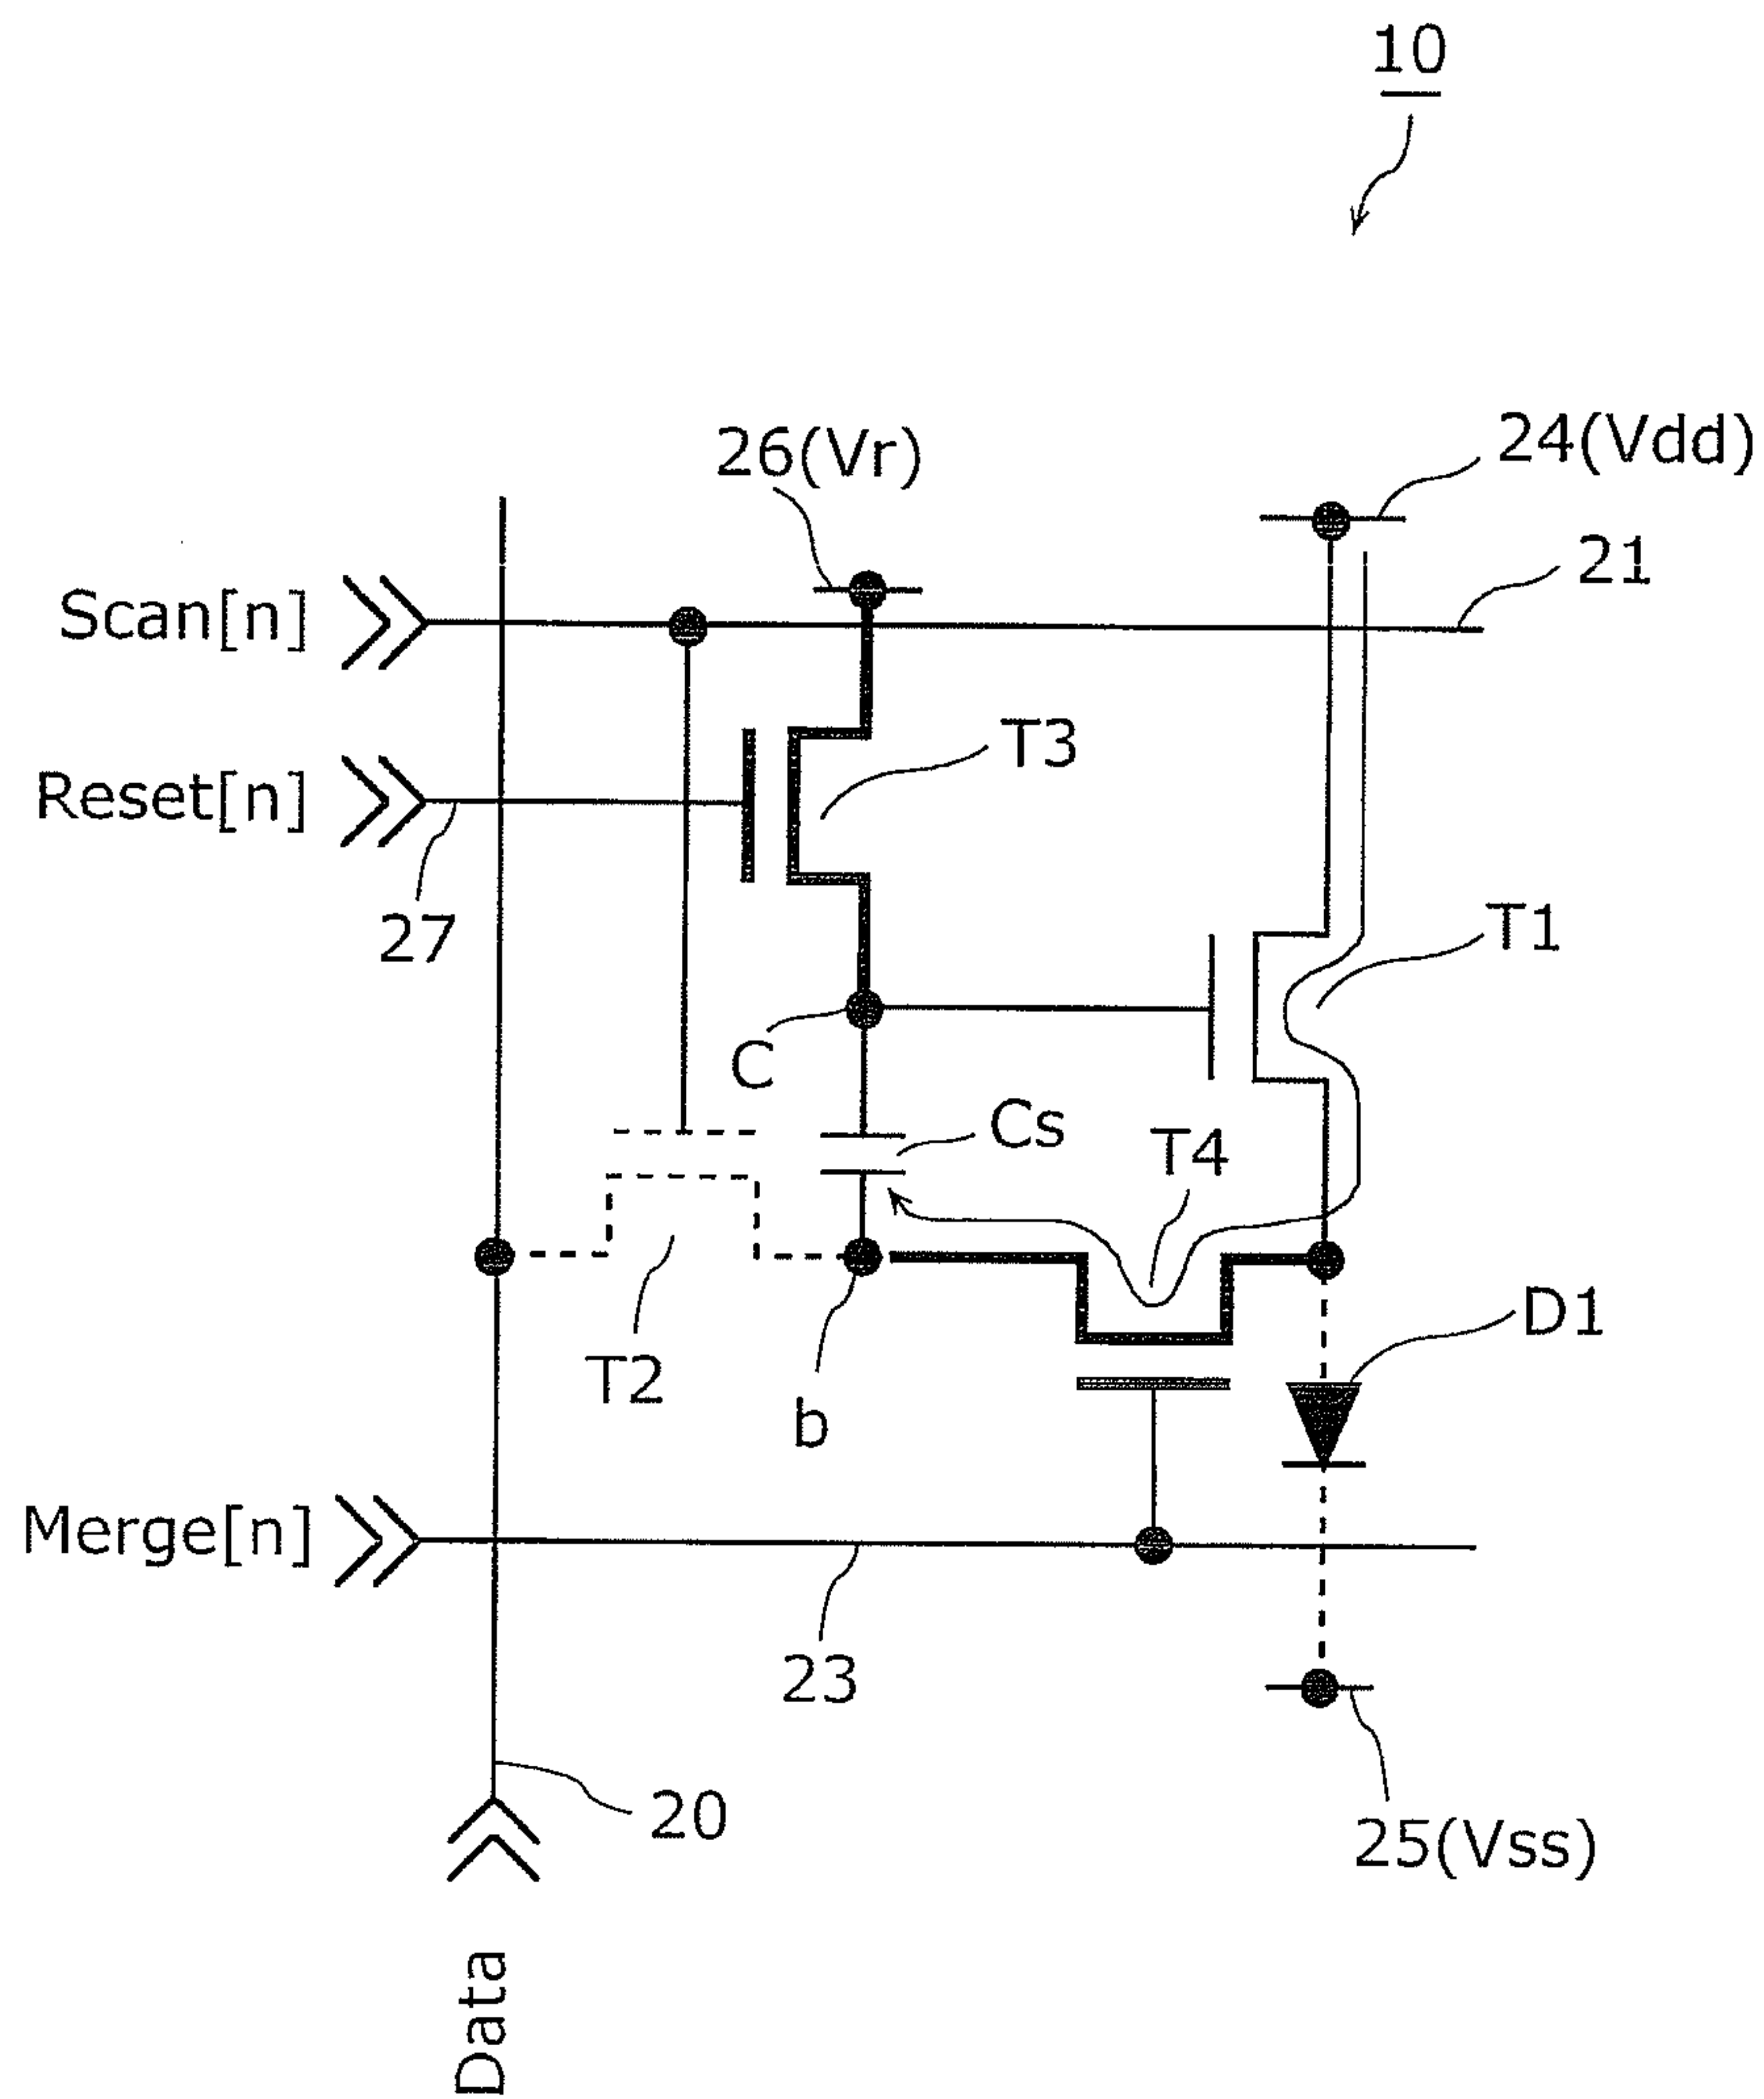 10
24(Vdd)
26(Vr)
21
Scan[n]
T3
Reset[n]
T1
27
C
Cs
T4
D1
T2
b
Merge[n]
23
20
25(Vss)
Data